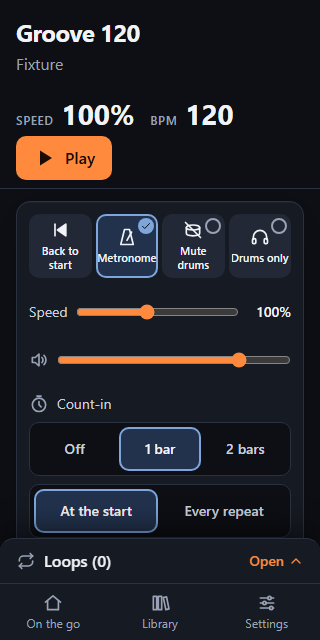 Groove 120
Fixture
SPEED 100% BPM 120
Play
Back to start
Metronome
Mute drums
Drums only
Speed 100%
Count-in
Off 1 bar 2 bars
At the start Every repeat
Loops (0) Open
On the go Library Settings